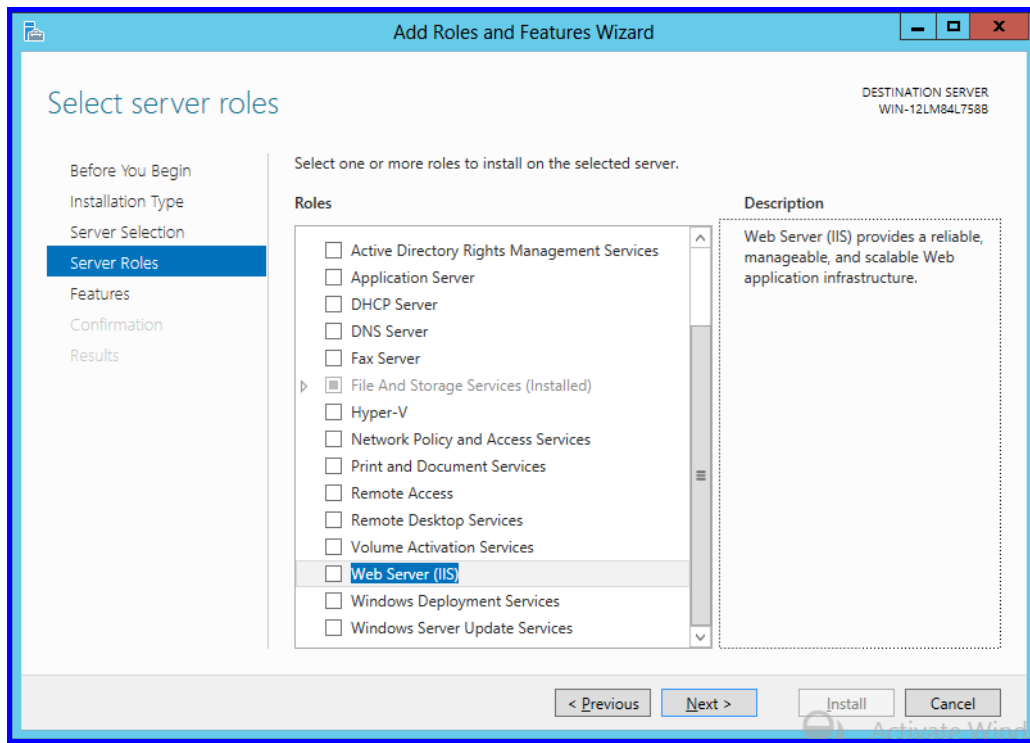 Add Roles and Features Wizard
Select server roles
DESTINATION SERVER
WIN-12LM84L758B
Before You Begin
Installation Type
Server Selection
Server Roles
Features
Confirmation
Results
Select one or more roles to install on the selected server.
Roles
Active Directory Rights Management Services
Application Server
DHCP Server
DNS Server
Fax Server
File And Storage Services (Installed)
Hyper-V
Network Policy and Access Services
Print and Document Services
Remote Access
Remote Desktop Services
Volume Activation Services
Web Server (IIS)
Windows Deployment Services
Windows Server Update Services
Description
Web Server (IIS) provides a reliable,
manageable, and scalable Web
application infrastructure.
< Previous
Next >
Install
Cancel
Activate Wind